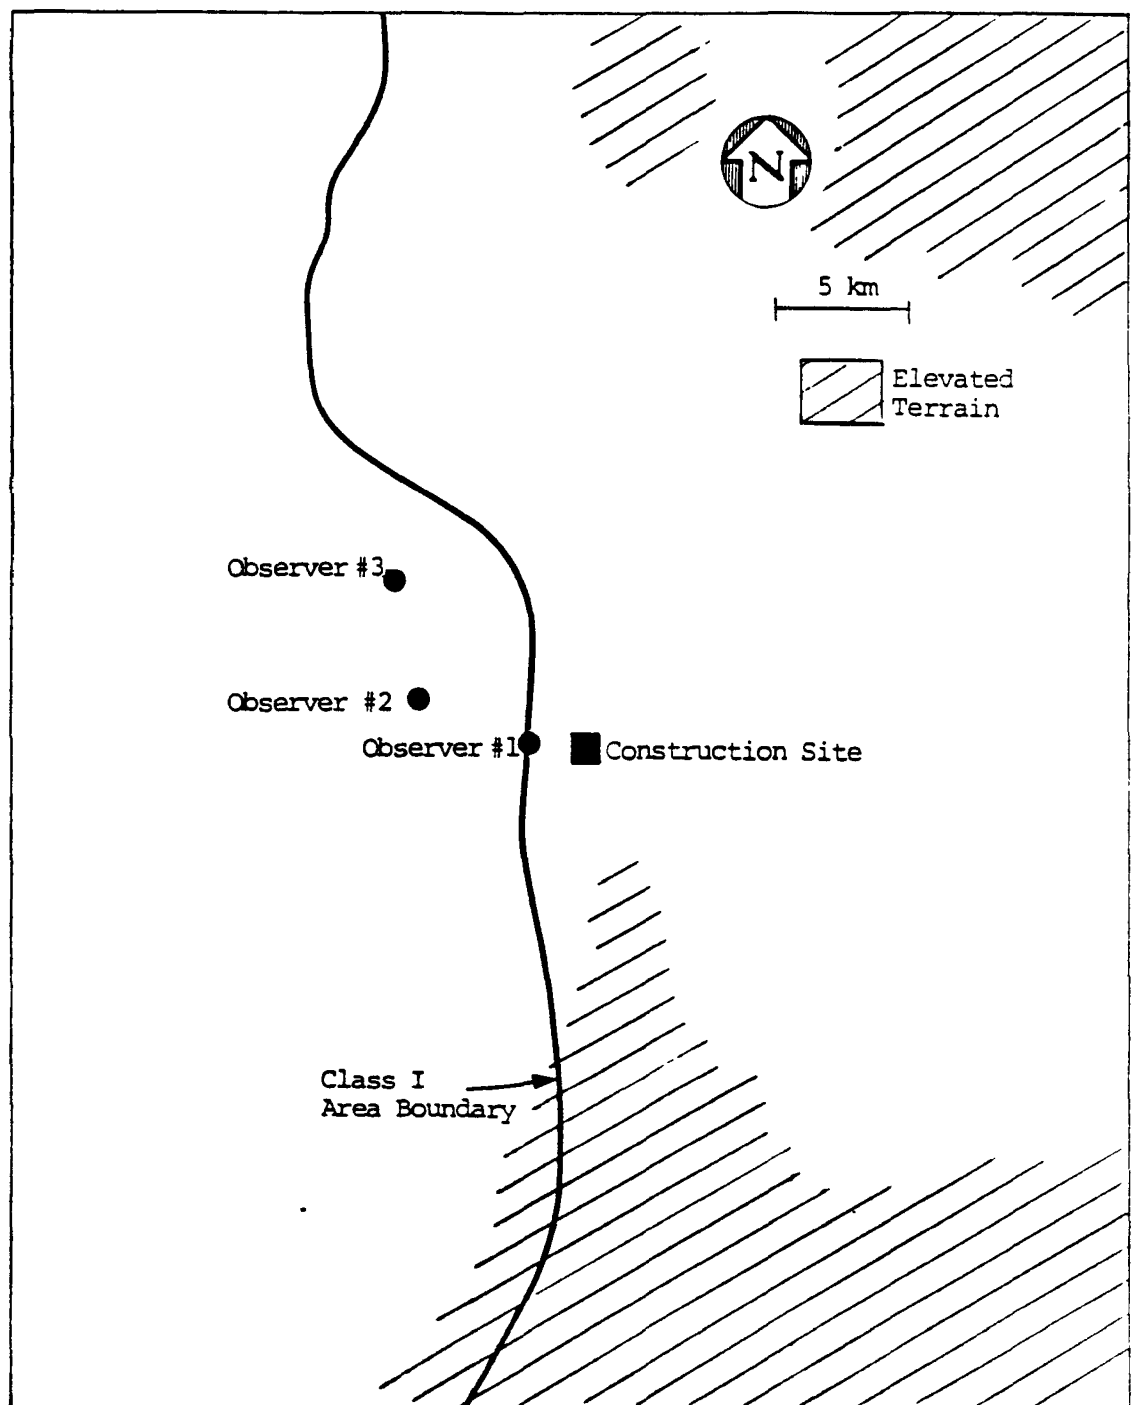 N
5 km
Elevated
Terrain
Observer #3
Observer #2
Observer #1
Construction Site
Class I
Area Boundary